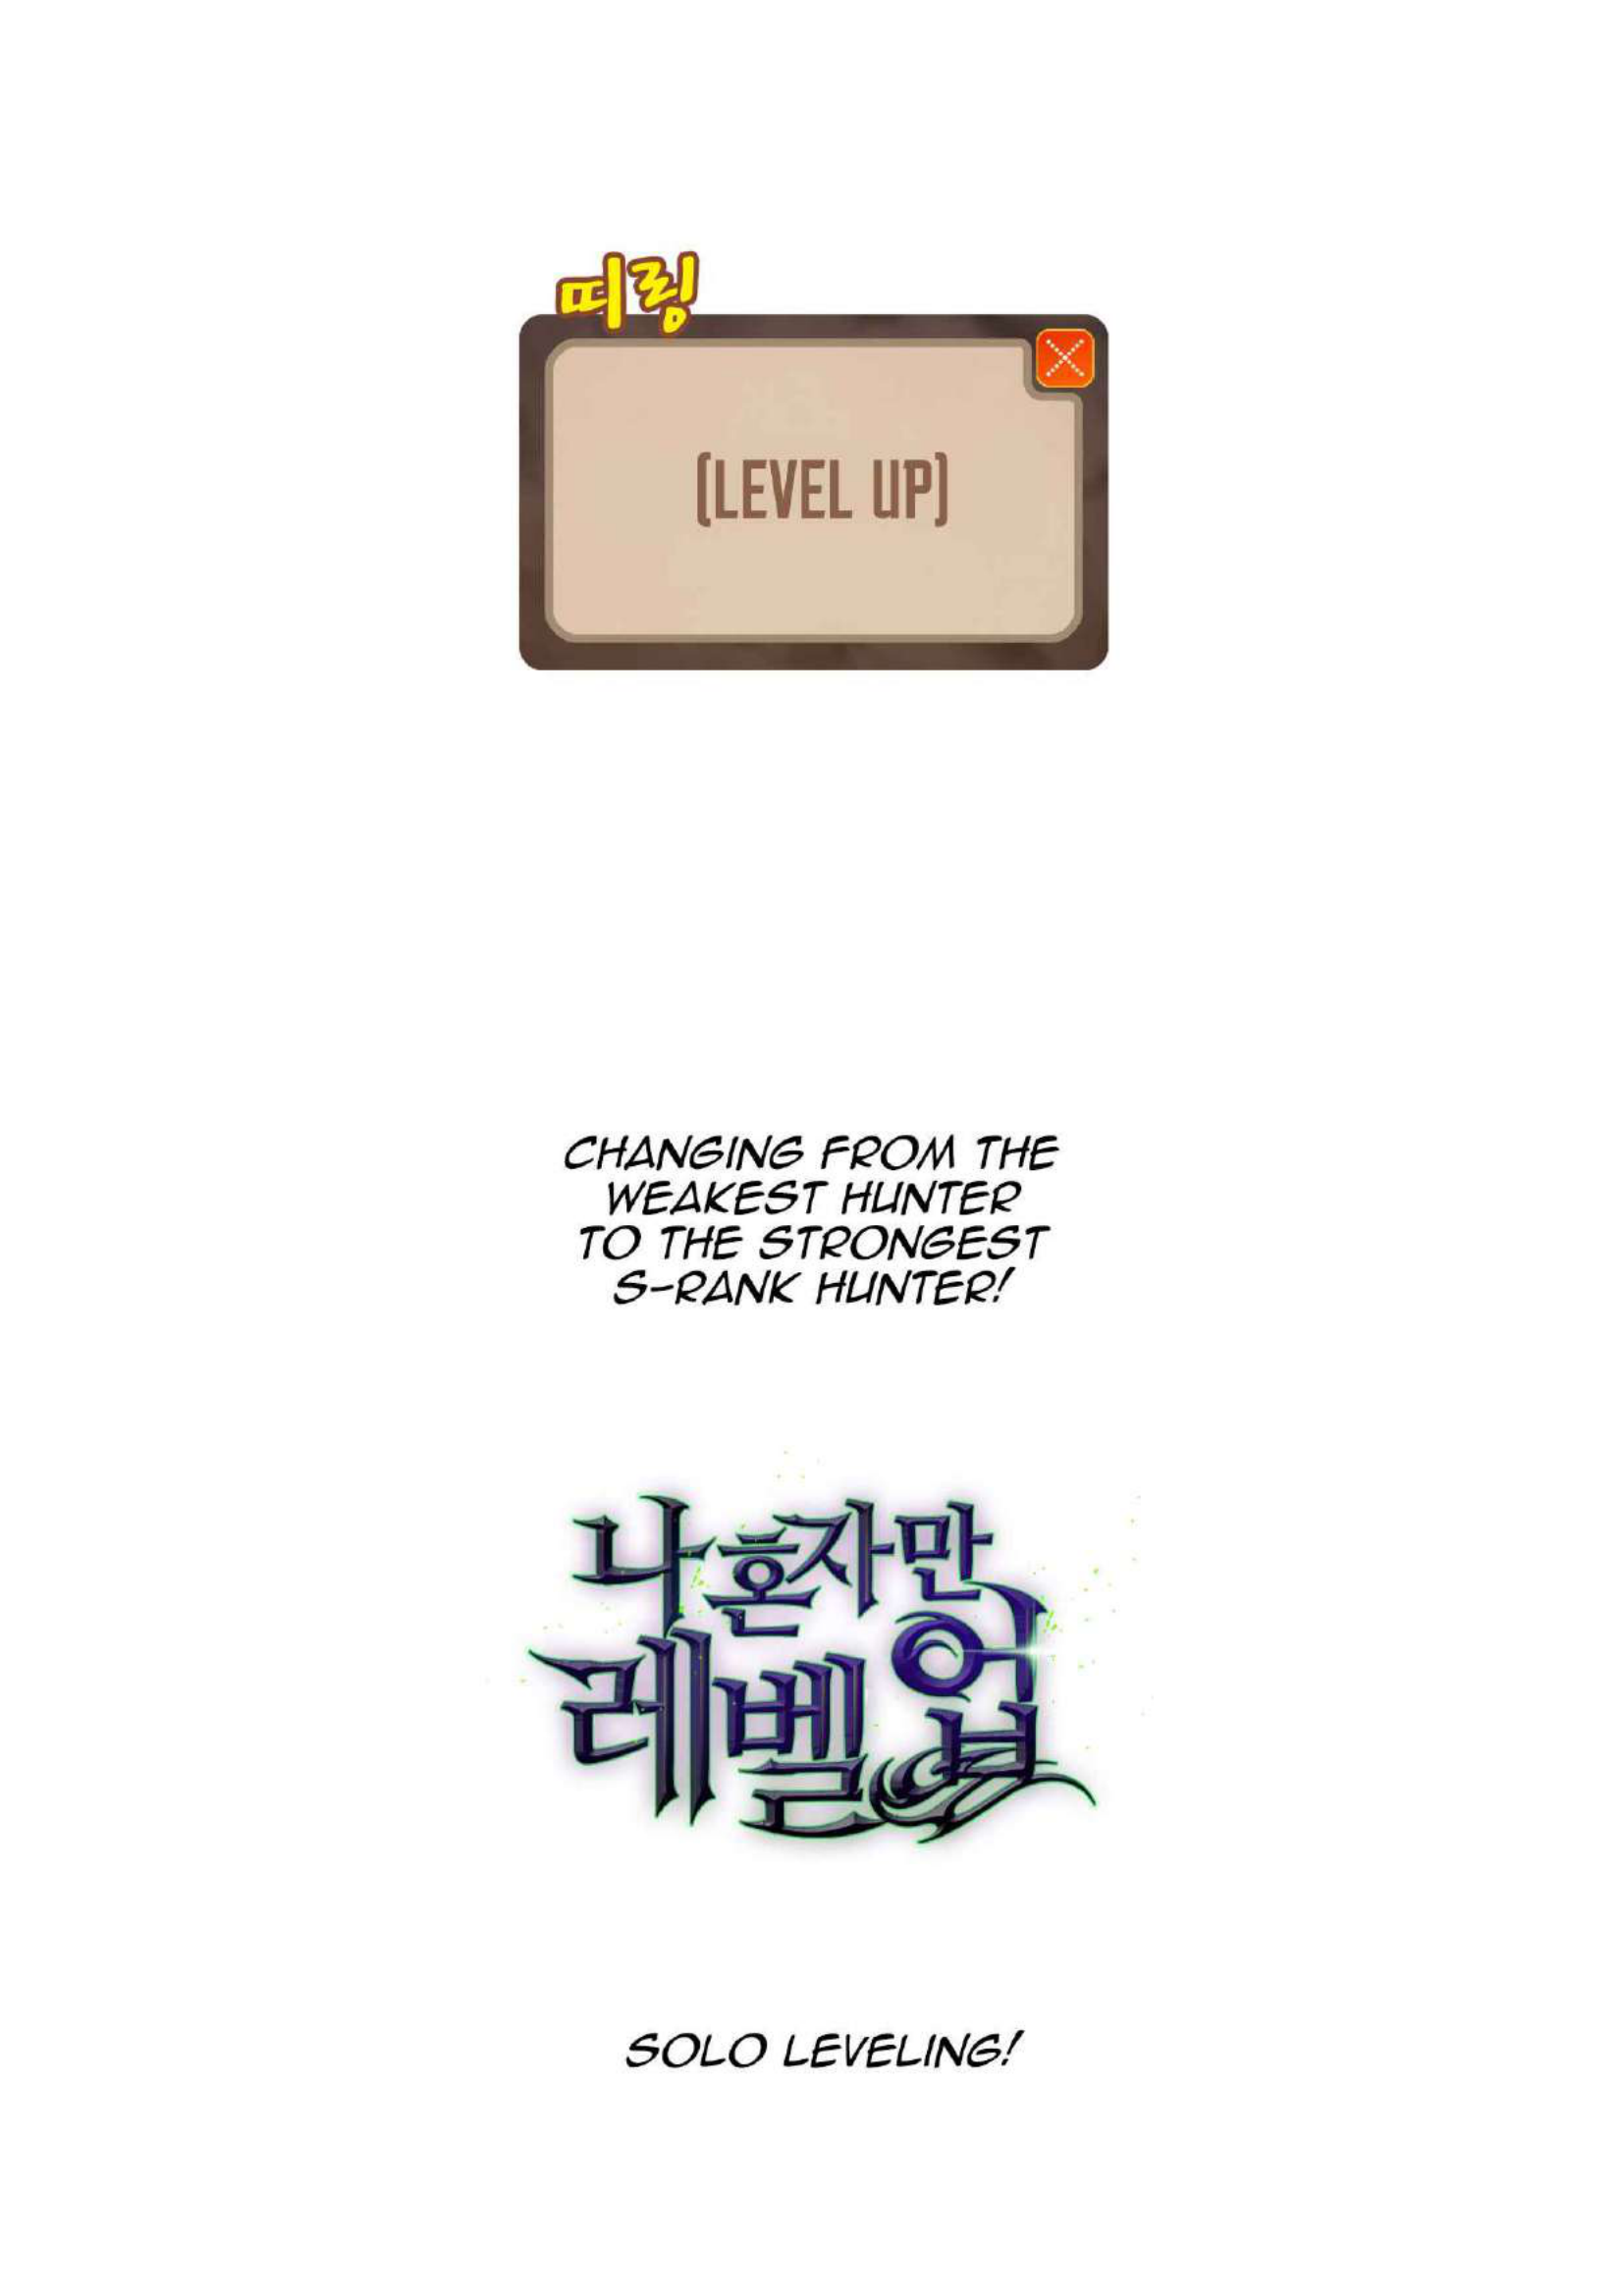 띠링
[LEVEL UP]
CHANGING FROM THE
WEAKEST HUNTER
TO THE STRONGEST
S-RANK HUNTER!
나 혼자만
레벨업
SOLO LEVELING!